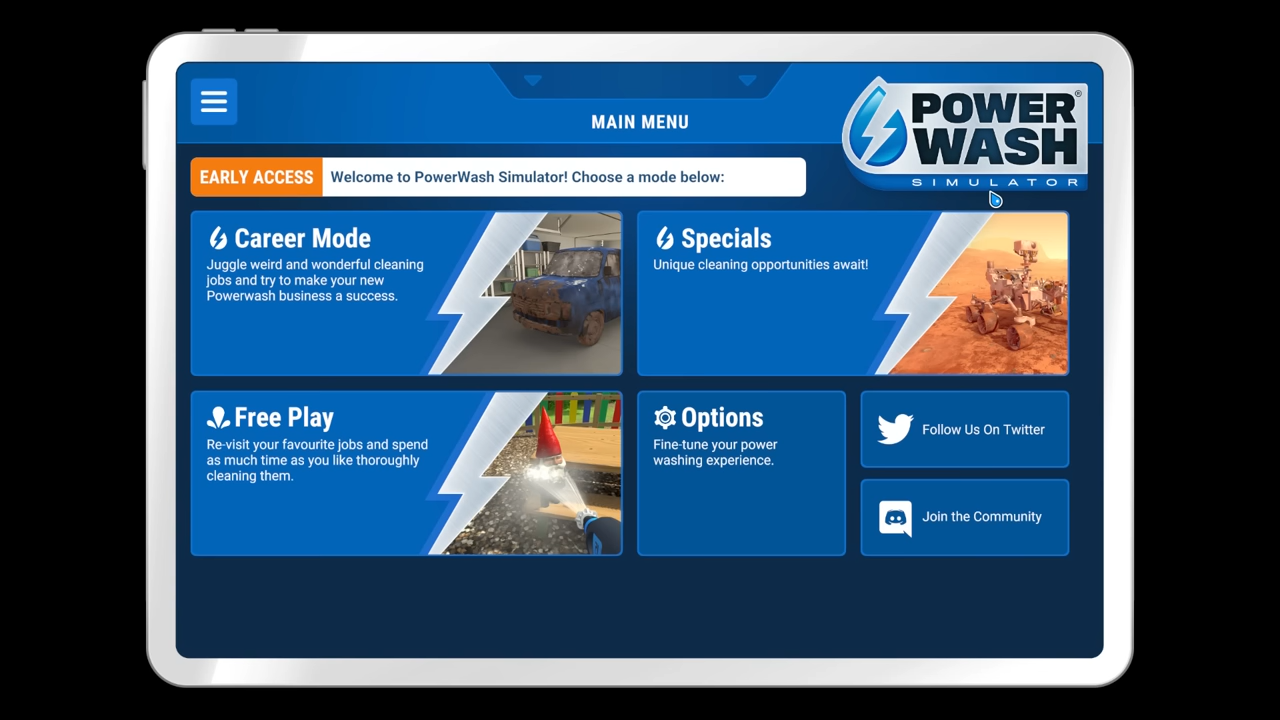 MAIN MENU
POWER
WASH®
SIMULATOR
EARLY ACCESS Welcome to PowerWash Simulator! Choose a mode below:
Career Mode
Juggle weird and wonderful cleaning
jobs and try to make your new
Powerwash business a success.
Specials
Unique cleaning opportunities await!
Free Play
Re-visit your favourite jobs and spend
as much time as you like thoroughly
cleaning them.
Options
Fine-tune your power
washing experience.
Follow Us On Twitter
Join the Community